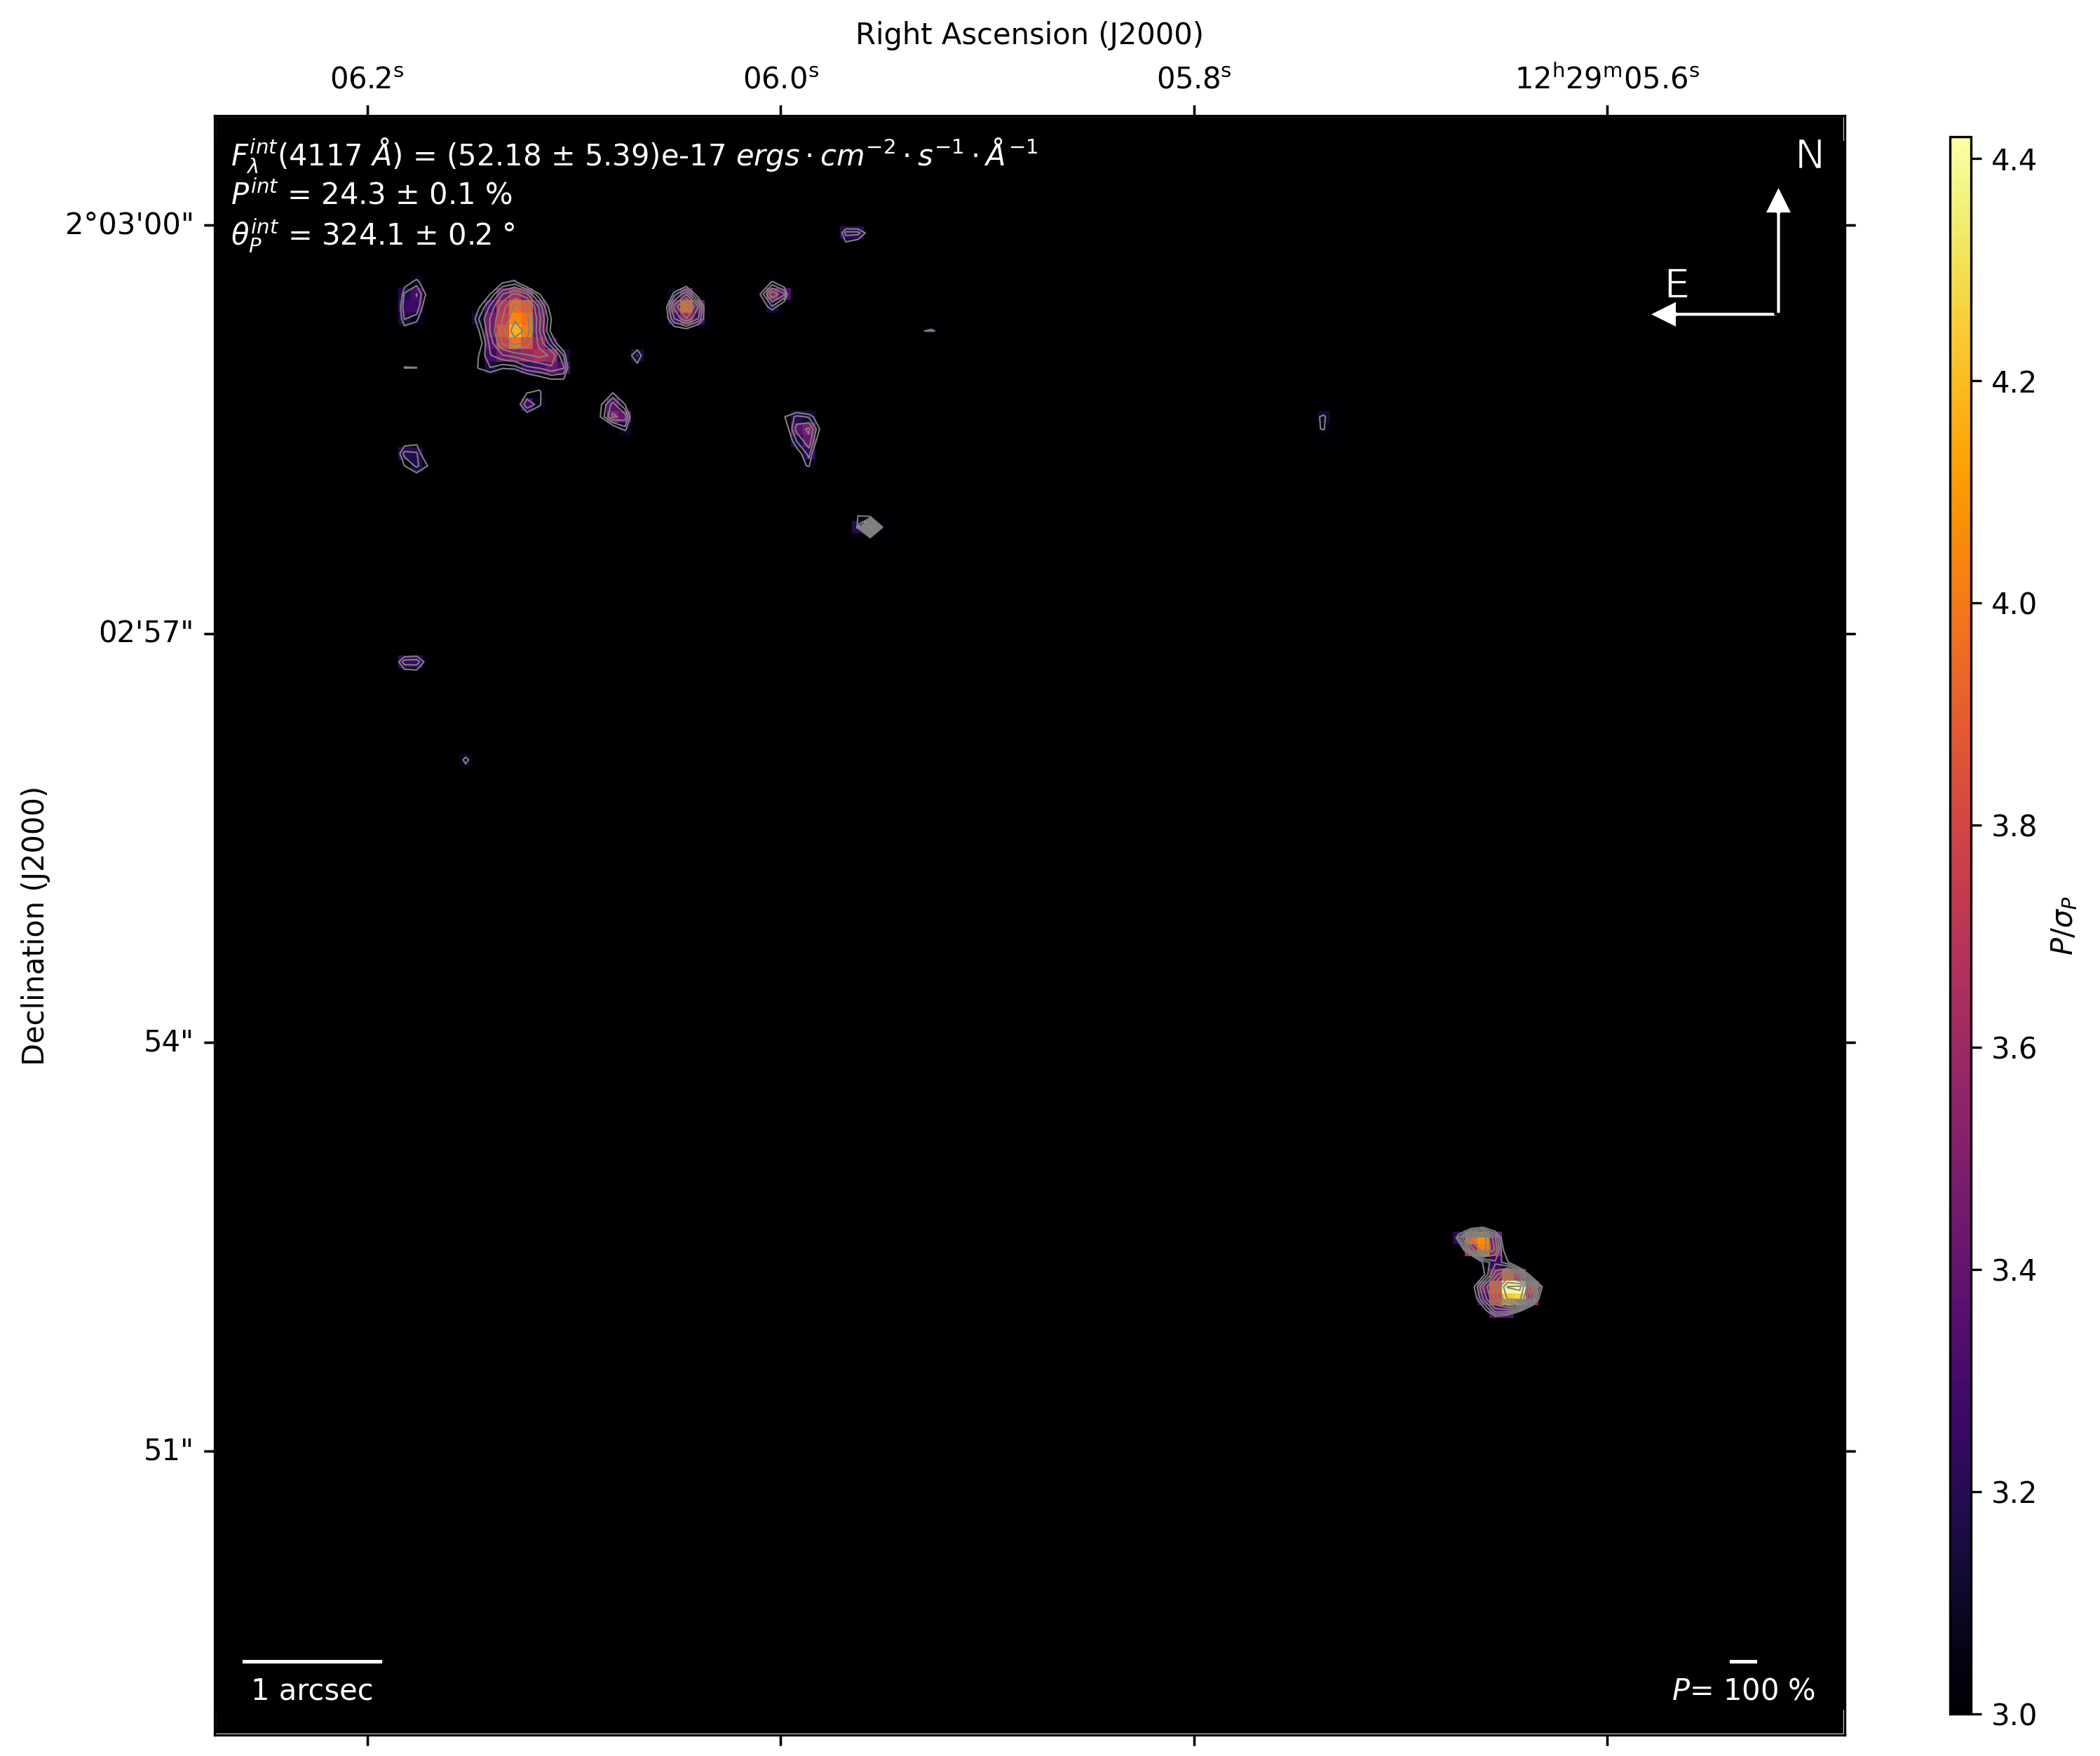 Right Ascension (J2000)
06.2ˢ 06.0ˢ 05.8ˢ 12ʰ29ᵐ05.6ˢ
F_λ^int(4117 Å) = (52.18 ± 5.39)e-17 ergs · cm⁻² · s⁻¹ · Å⁻¹
P^int = 24.3 ± 0.1 %
θ_P^int = 324.1 ± 0.2 °
N
E
2°03'00"
02'57"
54"
51"
Declination (J2000)
1 arcsec
P= 100 %
4.4
4.2
4.0
3.8
3.6
3.4
3.2
3.0
P/σ_P